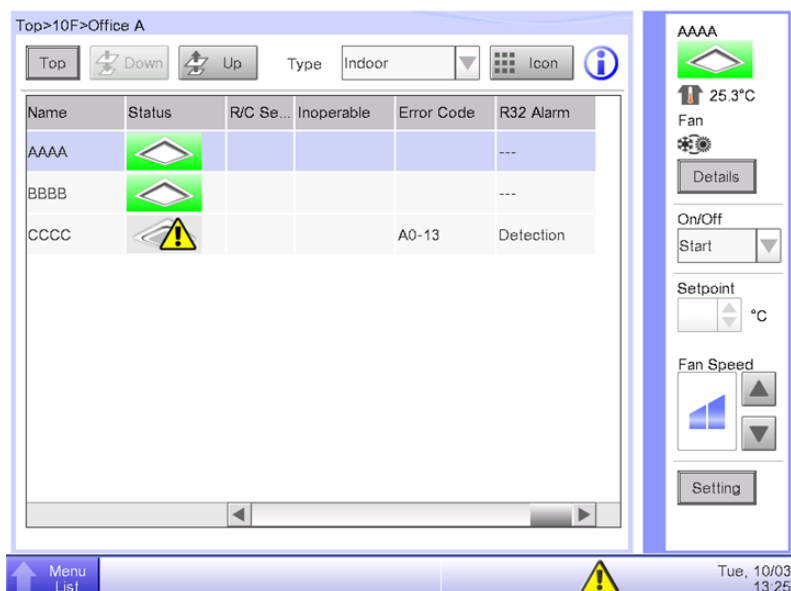 Top>10F>Office A
Top Down Up Type Indoor Icon
Name Status R/C Se... Inoperable Error Code R32 Alarm
AAAA ---
BBBB ---
CCCC A0-13 Detection
AAAA
25.3°C
Fan
Details
On/Off
Start
Setpoint
°C
Fan Speed
Setting
Menu
List
Tue, 10/03
13:25